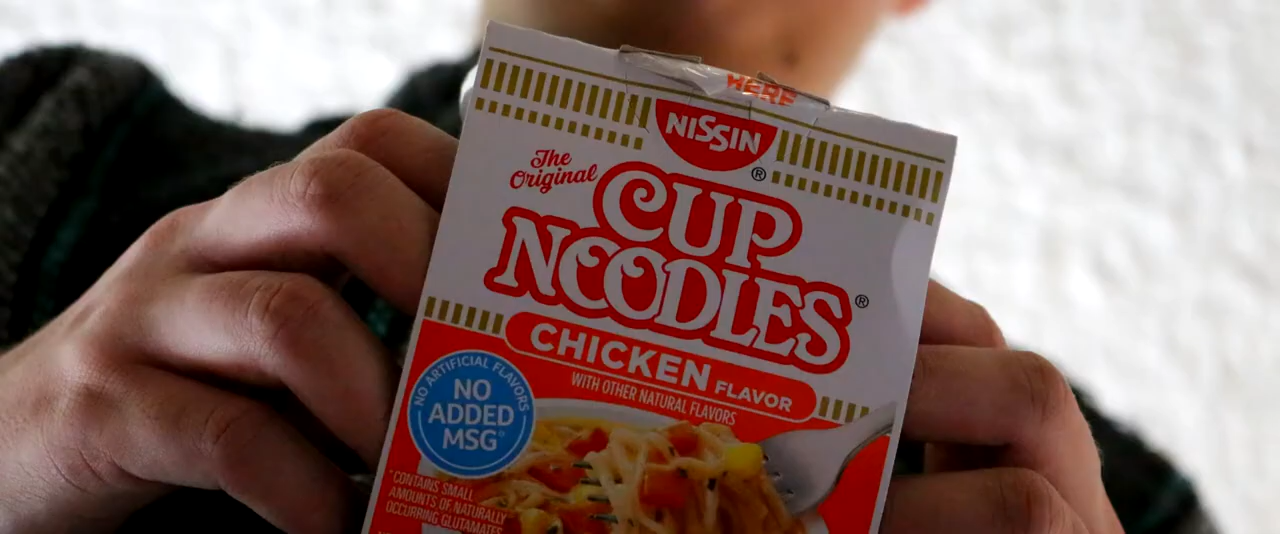 HERE
NISSIN
®
The
Original
CUP
NOODLES®
CHICKEN FLAVOR
WITH OTHER NATURAL FLAVORS
NO ARTIFICIAL FLAVORS
NO
ADDED
MSG*
*CONTAINS SMALL
AMOUNTS OF NATURALLY
OCCURRING GLUTAMATES